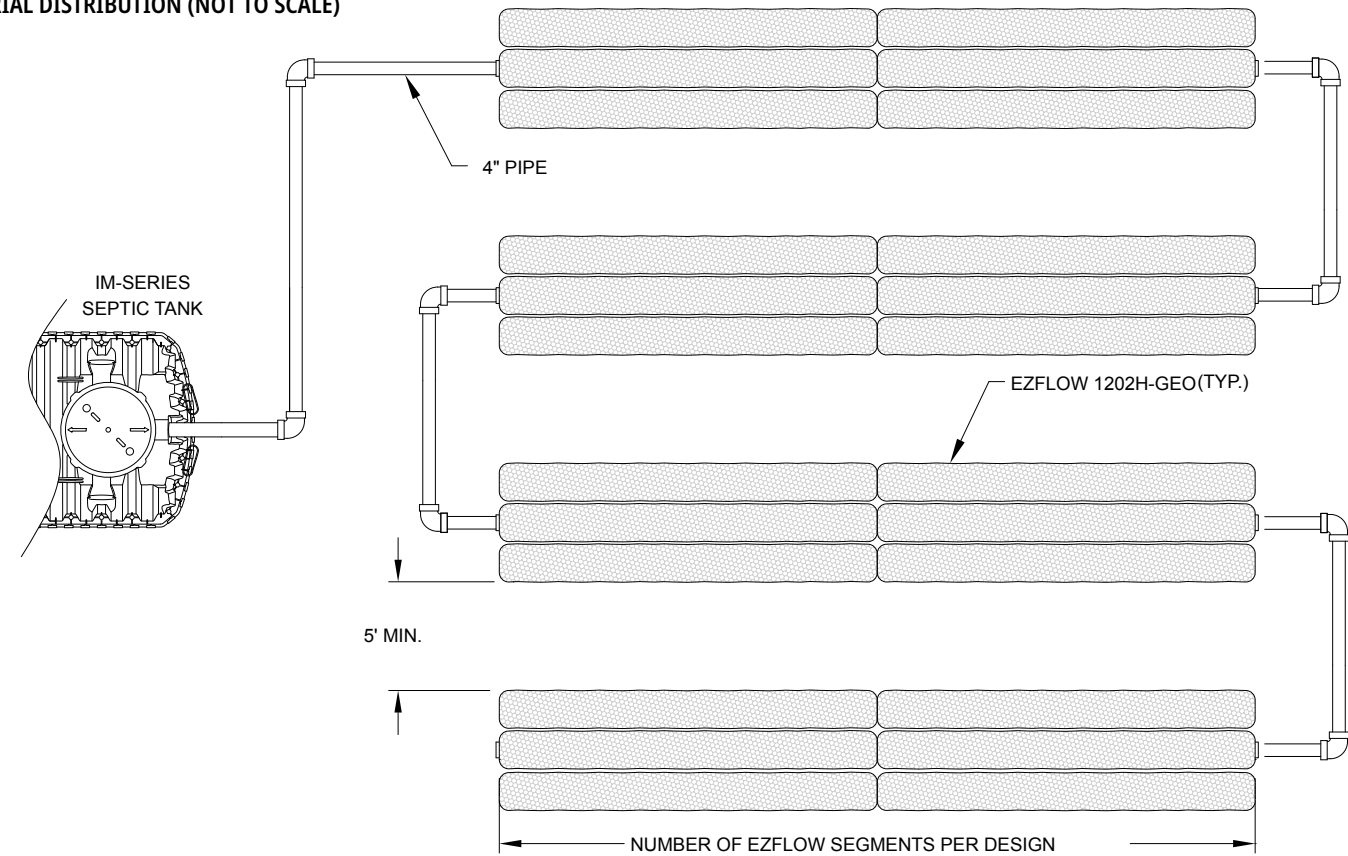 RIAL DISTRIBUTION (NOT TO SCALE)
4" PIPE
IM-SERIES
SEPTIC TANK
EZFLOW 1202H-GEO(TYP.)
5' MIN.
NUMBER OF EZFLOW SEGMENTS PER DESIGN